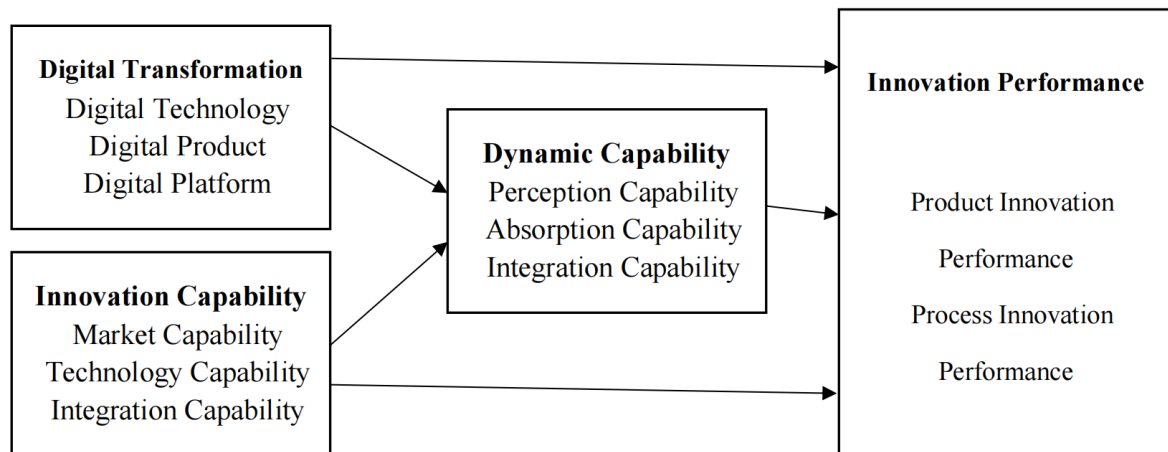 Digital Transformation
Digital Technology
Digital Product
Digital Platform
Innovation Capability
Market Capability
Technology Capability
Integration Capability
Dynamic Capability
Perception Capability
Absorption Capability
Integration Capability
Innovation Performance
Product Innovation
Performance
Process Innovation
Performance